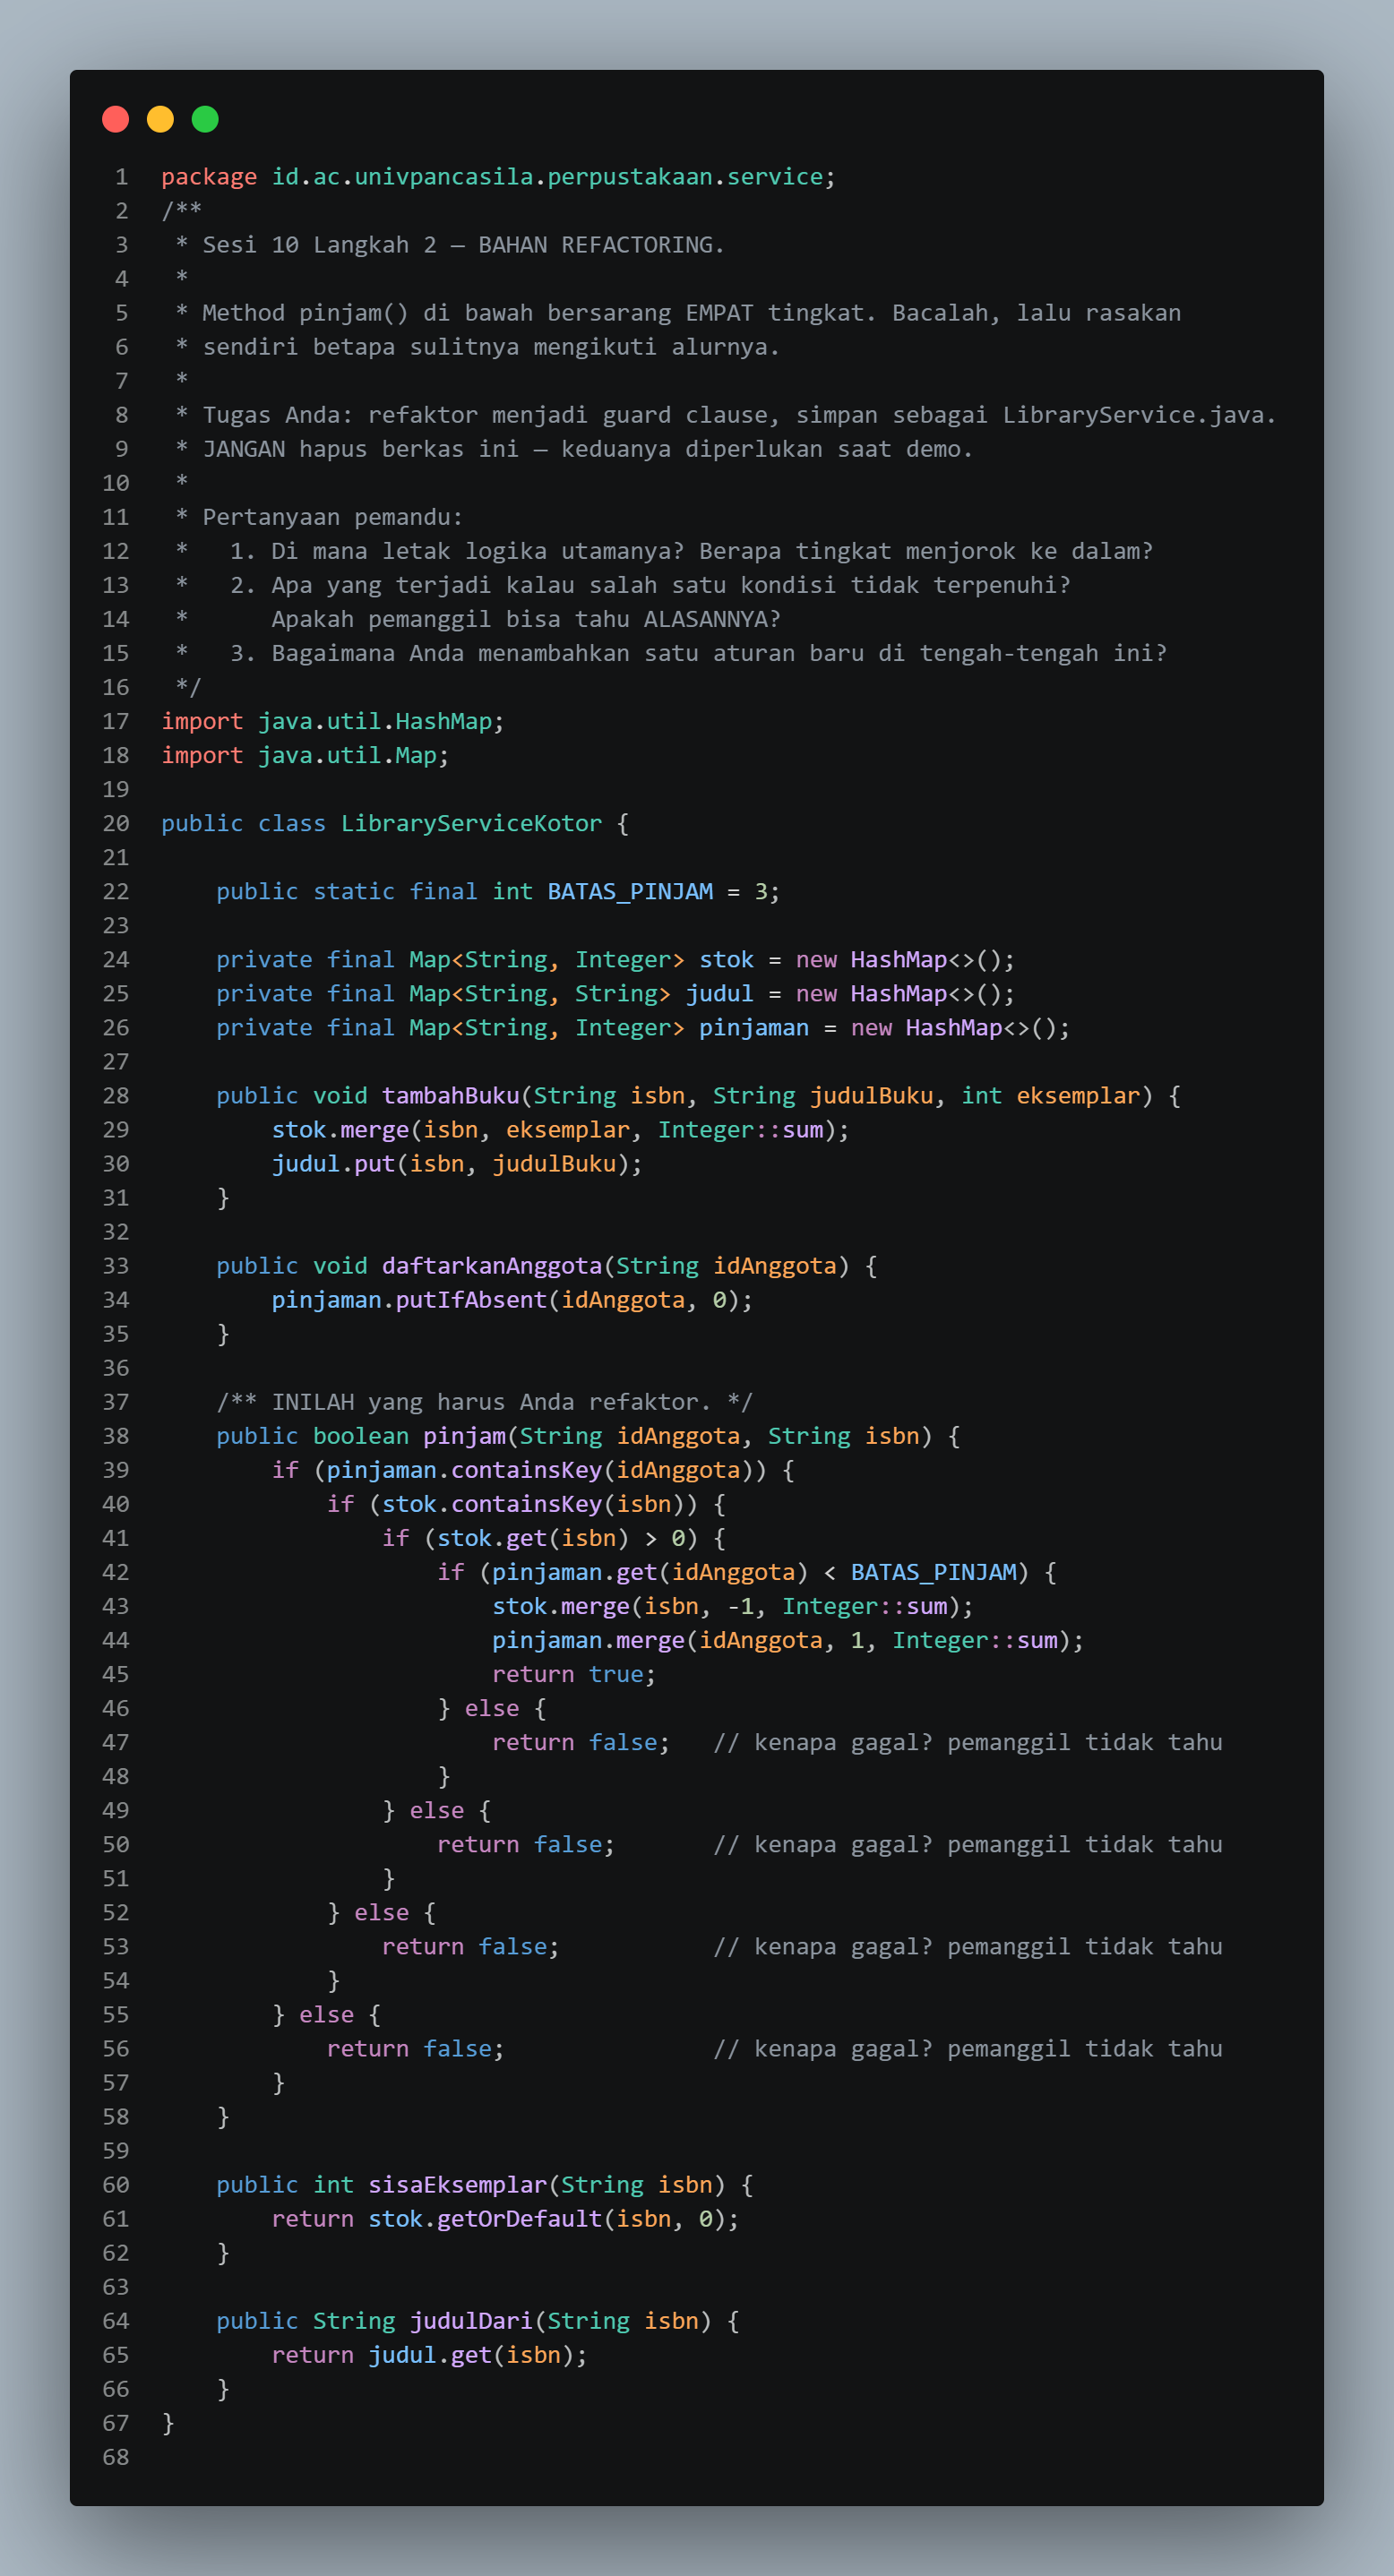 1 package id.ac.univpancasila.perpustakaan.service;
2 /**
3  * Sesi 10 Langkah 2 — BAHAN REFACTORING.
4  *
5  * Method pinjam() di bawah bersarang EMPAT tingkat. Bacalah, lalu rasakan
6  * sendiri betapa sulitnya mengikuti alurnya.
7  *
8  * Tugas Anda: refaktor menjadi guard clause, simpan sebagai LibraryService.java.
9  * JANGAN hapus berkas ini — keduanya diperlukan saat demo.
10  *
11  * Pertanyaan pemandu:
12  *   1. Di mana letak logika utamanya? Berapa tingkat menjorok ke dalam?
13  *   2. Apa yang terjadi kalau salah satu kondisi tidak terpenuhi?
14  *      Apakah pemanggil bisa tahu ALASANNYA?
15  *   3. Bagaimana Anda menambahkan satu aturan baru di tengah-tengah ini?
16  */
17 import java.util.HashMap;
18 import java.util.Map;
19
20 public class LibraryServiceKotor {
21
22     public static final int BATAS_PINJAM = 3;
23
24     private final Map<String, Integer> stok = new HashMap<>();
25     private final Map<String, String> judul = new HashMap<>();
26     private final Map<String, Integer> pinjaman = new HashMap<>();
27
28     public void tambahBuku(String isbn, String judulBuku, int eksemplar) {
29         stok.merge(isbn, eksemplar, Integer::sum);
30         judul.put(isbn, judulBuku);
31     }
32
33     public void daftarkanAnggota(String idAnggota) {
34         pinjaman.putIfAbsent(idAnggota, 0);
35     }
36
37     /** INILAH yang harus Anda refaktor. */
38     public boolean pinjam(String idAnggota, String isbn) {
39         if (pinjaman.containsKey(idAnggota)) {
40             if (stok.containsKey(isbn)) {
41                 if (stok.get(isbn) > 0) {
42                     if (pinjaman.get(idAnggota) < BATAS_PINJAM) {
43                         stok.merge(isbn, -1, Integer::sum);
44                         pinjaman.merge(idAnggota, 1, Integer::sum);
45                         return true;
46                     } else {
47                         return false;   // kenapa gagal? pemanggil tidak tahu
48                     }
49                 } else {
50                     return false;       // kenapa gagal? pemanggil tidak tahu
51                 }
52             } else {
53                 return false;           // kenapa gagal? pemanggil tidak tahu
54             }
55         } else {
56             return false;               // kenapa gagal? pemanggil tidak tahu
57         }
58     }
59
60     public int sisaEksemplar(String isbn) {
61         return stok.getOrDefault(isbn, 0);
62     }
63
64     public String judulDari(String isbn) {
65         return judul.get(isbn);
66     }
67 }
68